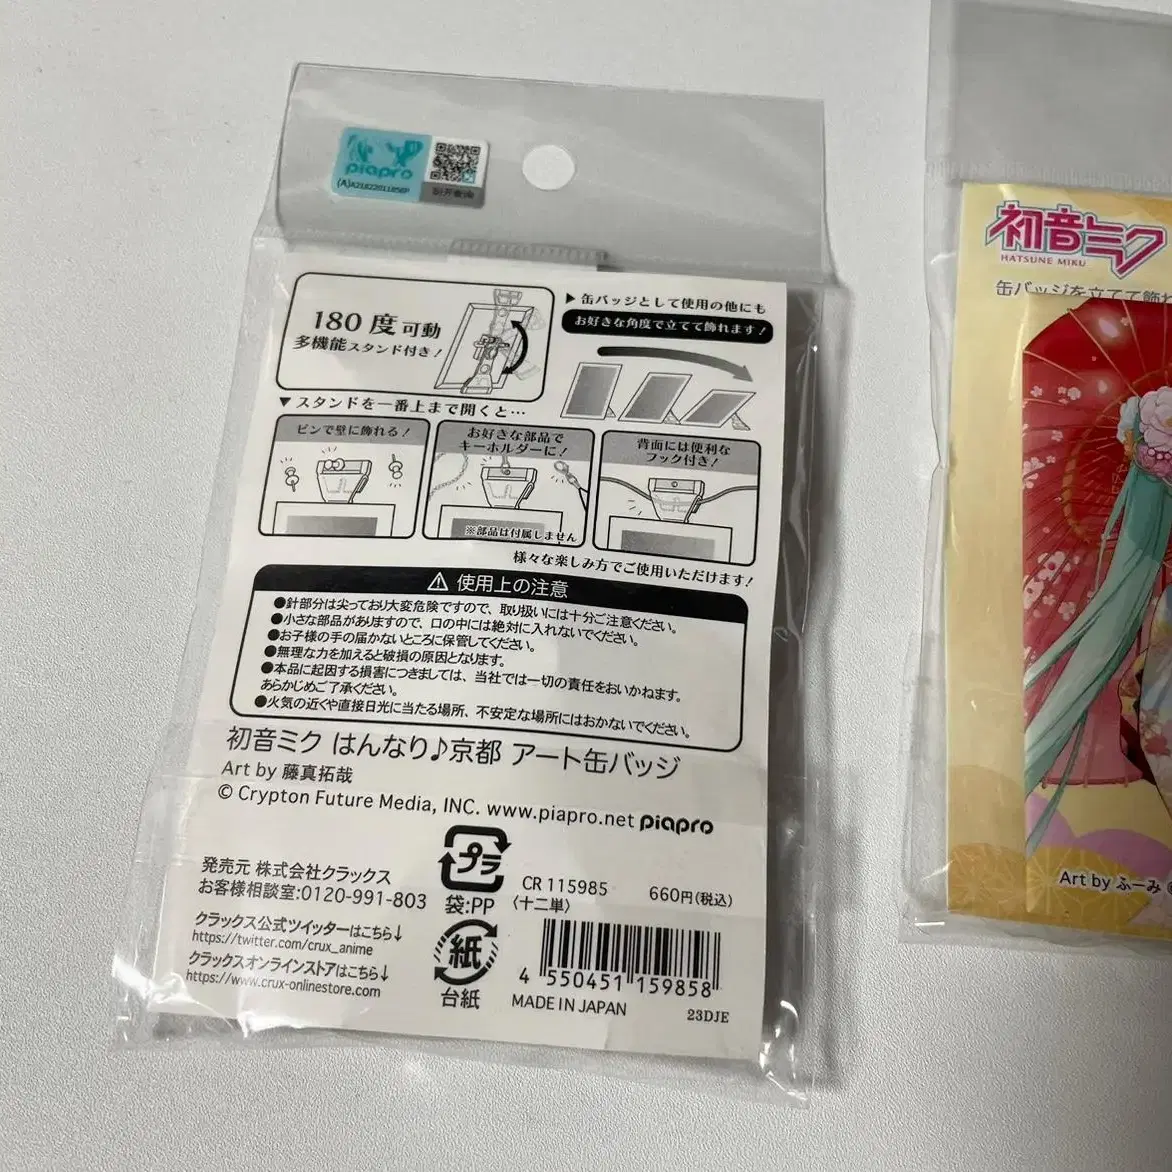 piapro
180度可動
多機能スタンド付き!
▶缶バッジとして使用の他にも
お好きな角度で立てて飾れます!
▼スタンドを一番上まで開くと…
ピンで壁に飾れる!
お好きな部品で
キーホルダーに!
※部品は付属しません
背面には便利な
フック付き!
様々な楽しみ方でご使用いただけます!
⚠使用上の注意
●針部分は尖っており大変危険ですので、取り扱いには十分ご注意ください。
●小さな部品がありますので、口の中には絶対に入れないでください。
●お子様の手の届かないところに保管してください。
●無理な力を加えると破損の原因となります。
●本品に起因する損害につきましては、当社では一切の責任をおいかねます。
あらかじめご了承ください。
●火気の近くや直接日光に当たる場所、不安定な場所にはおかないでください。
初音ミク はんなり♪京都 アート缶バッジ
Art by 藤真拓哉
© Crypton Future Media, INC. www.piapro.net piapro
発売元 株式会社クラックス
お客様相談室:0120-991-803
クラックス公式ツイッターはこちら↓
https://twitter.com/crux_anime
クラックスオンラインストアはこちら↓
https://www.crux-onlinestore.com
プラ
袋:PP
紙
台紙
CR 115985
660円(税込)
〈十二単〉
4 550451 159858
MADE IN JAPAN
23DJE
初音ミク
HATSUNE MIKU
缶バッジを立てて飾れ
Art by ふーみ ©